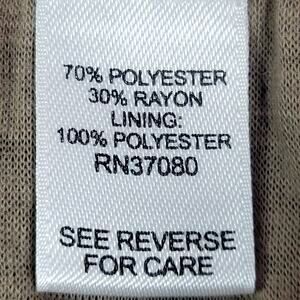 70% POLYESTER
30% RAYON
LINING:
100% POLYESTER
RN37080
SEE REVERSE
FOR CARE